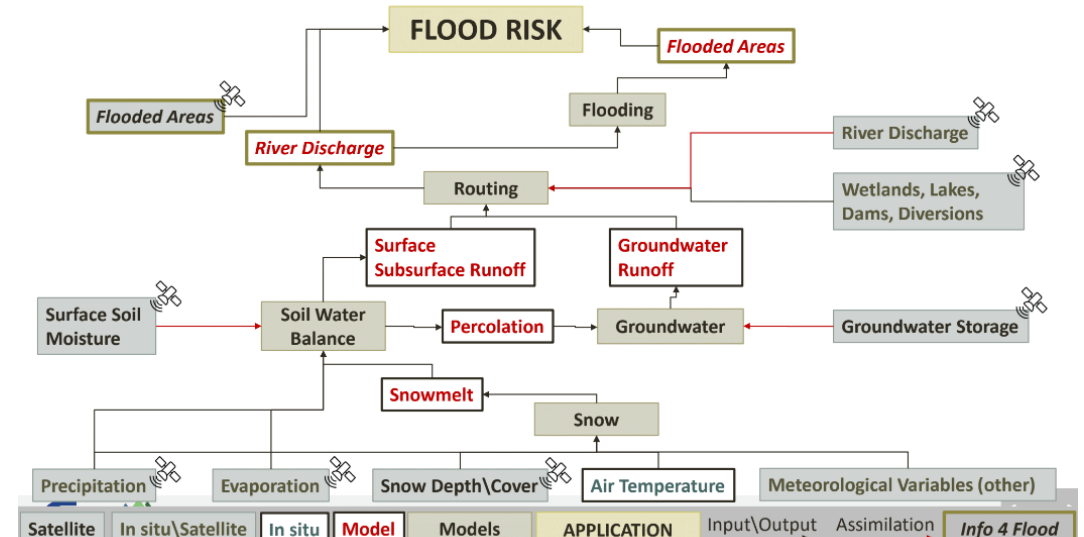 FLOOD RISK
Flooded Areas
Flooded Areas
Flooding
River Discharge
River Discharge
Routing
Wetlands, Lakes,
Dams, Diversions
Surface
Subsurface Runoff
Groundwater
Runoff
Surface Soil
Moisture
Soil Water
Balance
Percolation
Groundwater
Groundwater Storage
Snowmelt
Snow
Precipitation
Evaporation
Snow Depth\Cover
Air Temperature
Meteorological Variables (other)
Satellite
In situ\Satellite
In situ
Model
Models
APPLICATION
Input\Output
Assimilation
Info 4 Flood